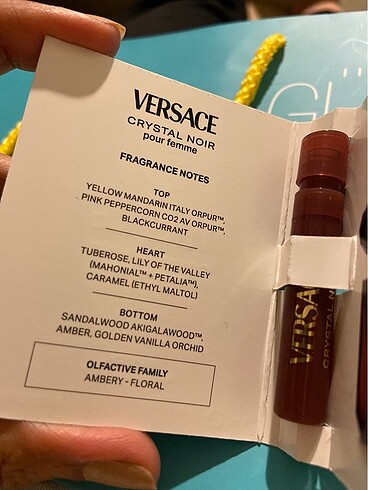 VERSACE
CRYSTAL NOIR
pour femme
FRAGRANCE NOTES
TOP
YELLOW MANDARIN ITALY ORPUR™,
PINK PEPPERCORN CO2 AV ORPUR™,
BLACKCURRANT
HEART
TUBEROSE, LILY OF THE VALLEY
(MAHONIAL™ + PETALIA™),
CARAMEL (ETHYL MALTOL)
BOTTOM
SANDALWOOD AKIGALAWOOD™,
AMBER, GOLDEN VANILLA ORCHID
OLFACTIVE FAMILY
AMBERY - FLORAL
VERSA
CRYSTAL N